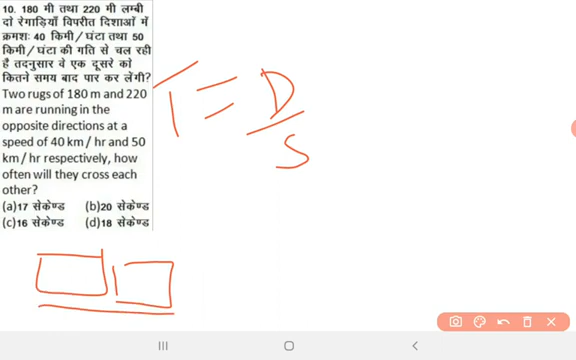 10. 180 मी तथा 220 मी लम्बी
दो रेगाड़ियाँ विपरीत दिशाओं में
क्रमशः 40 किमी/घंटा तथा 50
किमी/घंटा की गति से चल रही
है तदनुसार वे एक दूसरे को
कितने समय बाद पार कर लेंगी?
Two rugs of 180 m and 220
m are running in the
opposite directions at a
speed of 40 km / hr and 50
km / hr respectively, how
often will they cross each
other?
(a)17 सेकेण्ड (b)20 सेकेण्ड
(c)16 सेकेण्ड (d)18 सेकेण्ड
T = D
S